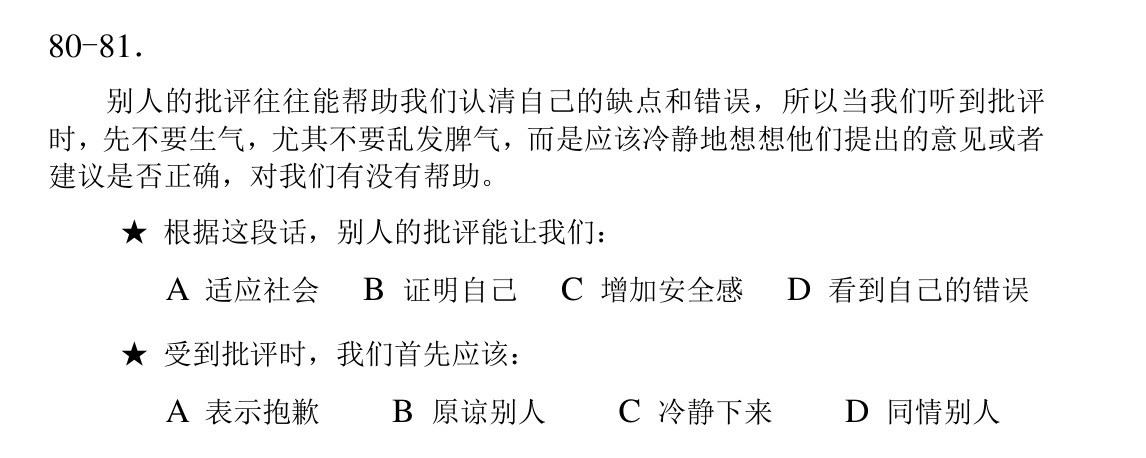 80-81.
别人的批评往往能帮助我们认清自己的缺点和错误，所以当我们听到批评
时，先不要生气，尤其不要乱发脾气，而是应该冷静地想想他们提出的意见或者
建议是否正确，对我们有没有帮助。
★ 根据这段话，别人的批评能让我们：
A 适应社会 B 证明自己 C 增加安全感 D 看到自己的错误
★ 受到批评时，我们首先应该：
A 表示抱歉 B 原谅别人 C 冷静下来 D 同情别人